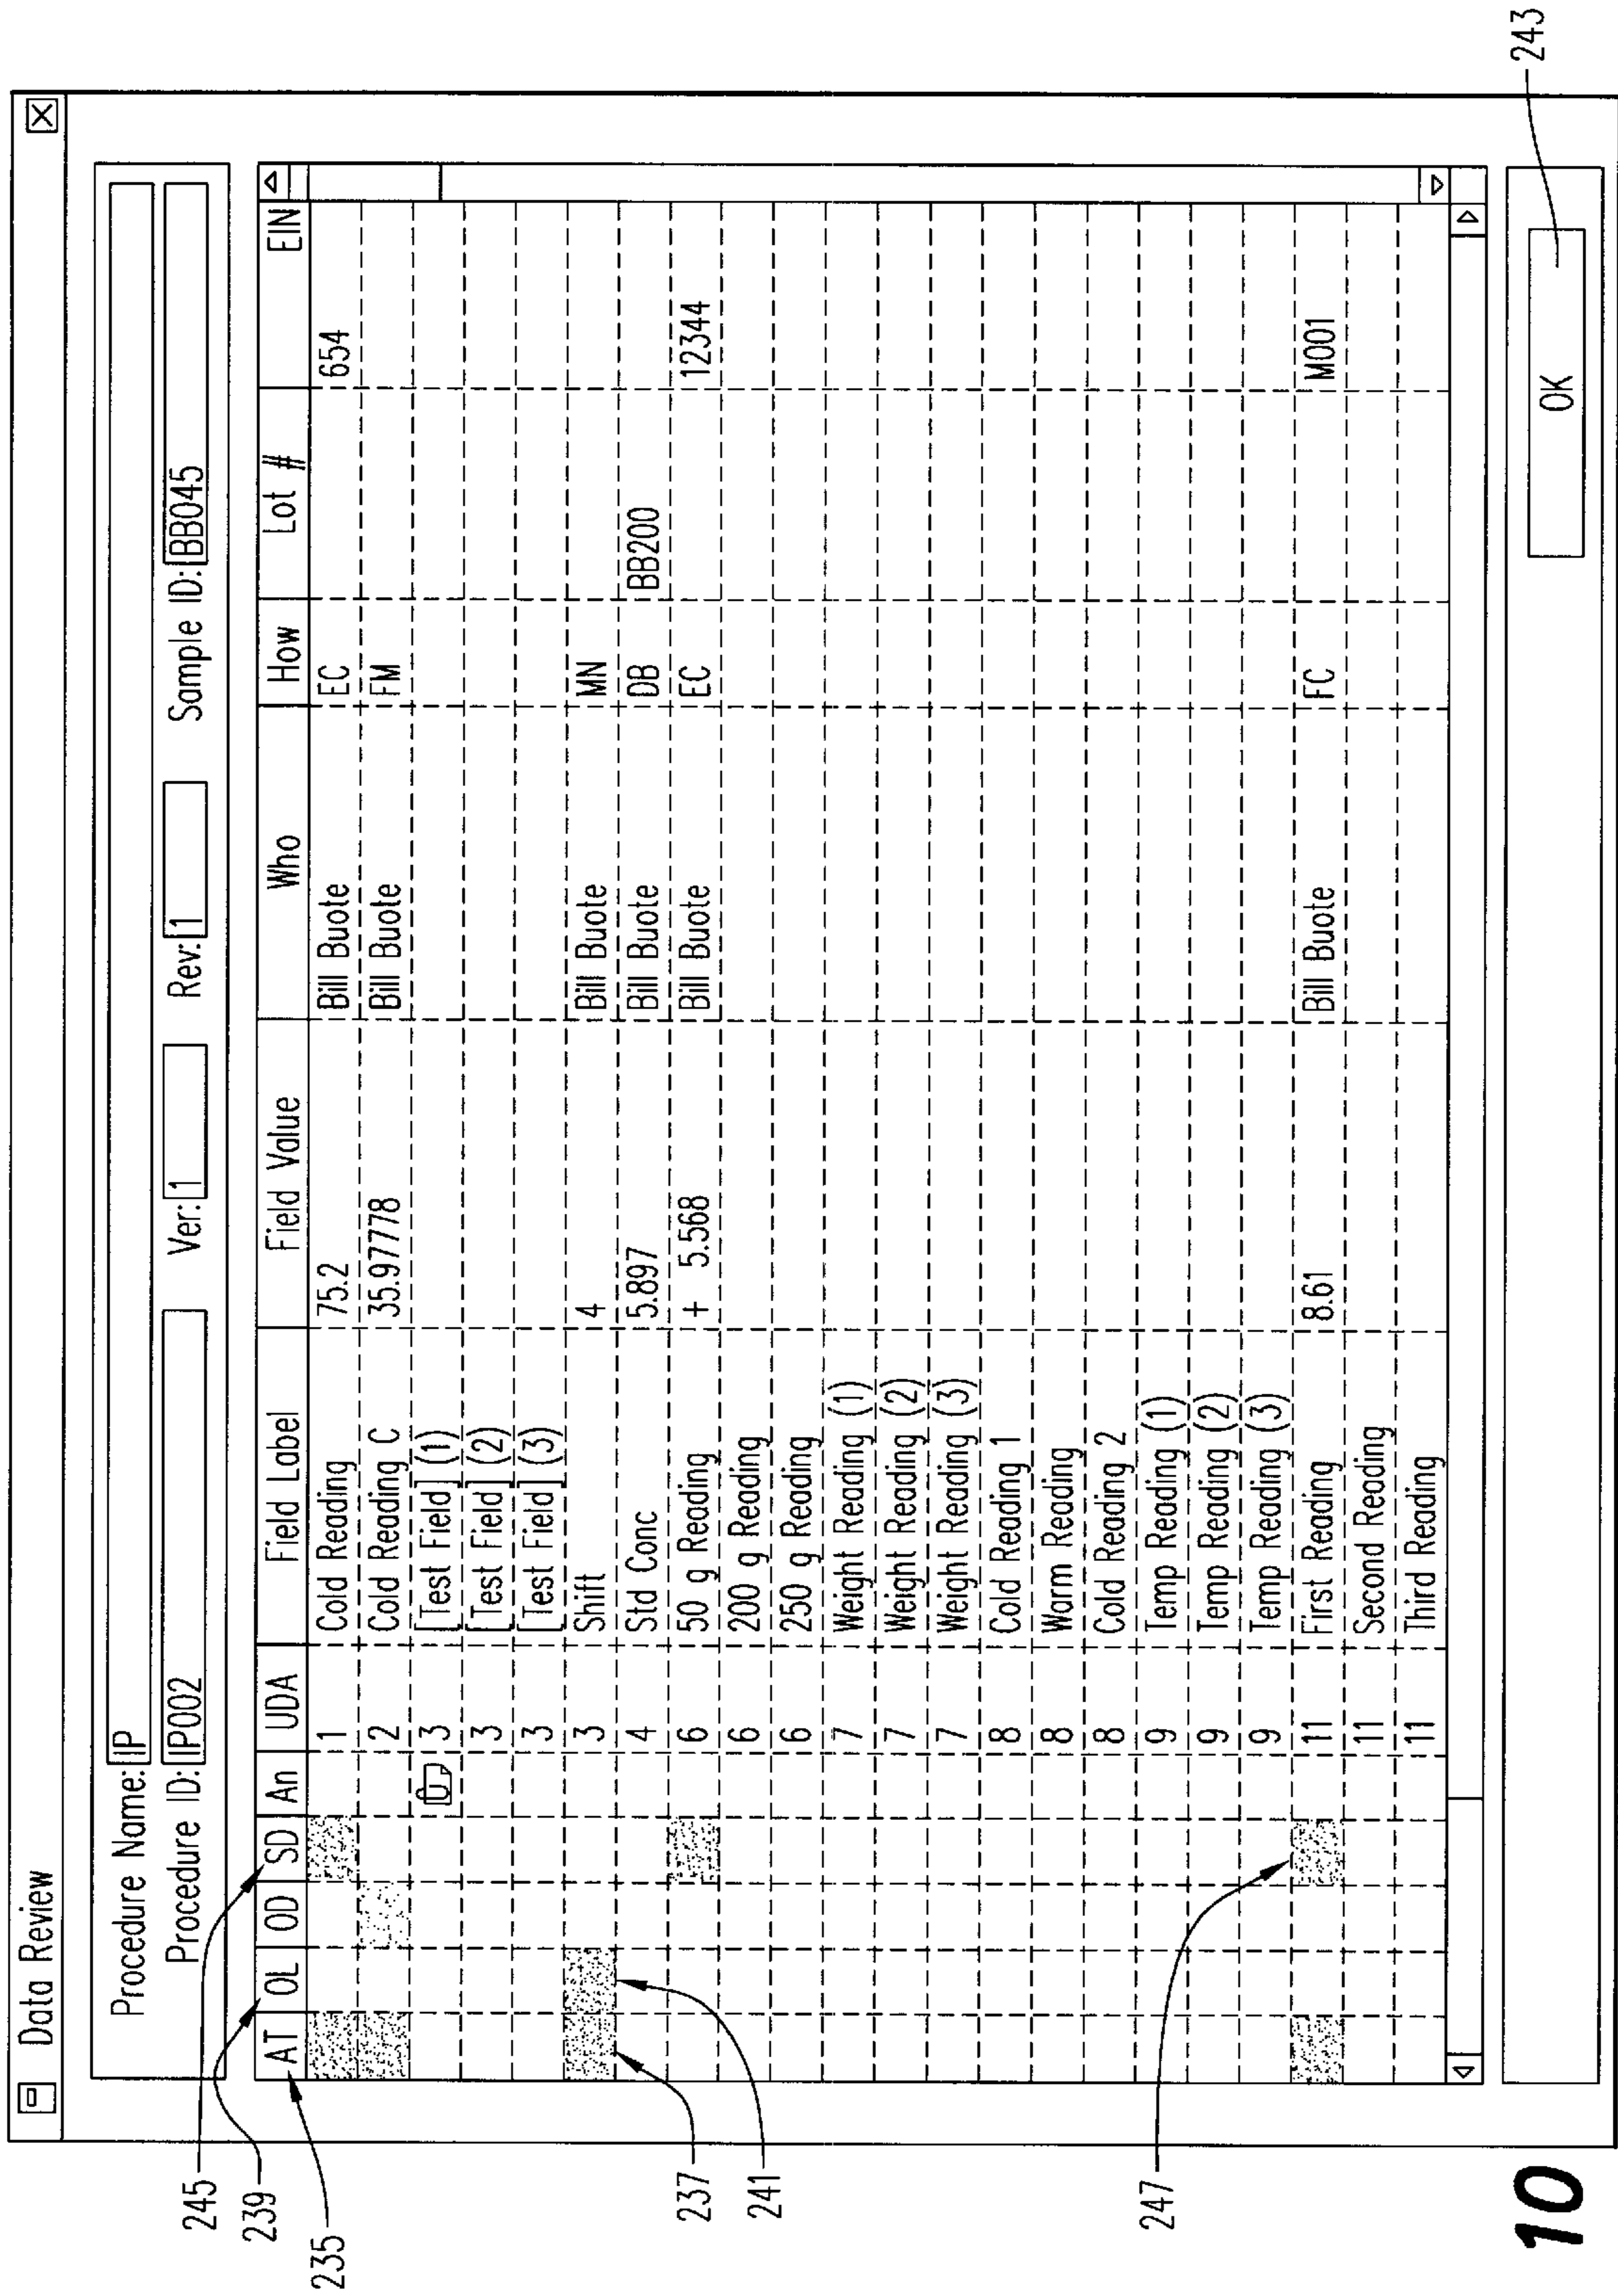 Data Review
Procedure Name: IP
Procedure ID: IP002 Ver: 1 Rev: 1 Sample ID: BB045
AT OL OD SD An UDA Field Label Field Value Who How Lot # EIN
1 Cold Reading 75.2 Bill Buote EC 654
2 Cold Reading C 35.97778 Bill Buote FM
3 [Test Field] (1)
3 [Test Field] (2)
3 [Test Field] (3)
3 Shift 4 Bill Buote MN
4 Std Conc 5.897 Bill Buote DB BB200
6 50 g Reading + 5.568 Bill Buote EC 12344
6 200 g Reading
6 250 g Reading
7 Weight Reading (1)
7 Weight Reading (2)
7 Weight Reading (3)
8 Cold Reading 1
8 Warm Reading
8 Cold Reading 2
9 Temp Reading (1)
9 Temp Reading (2)
9 Temp Reading (3)
11 First Reading 8.61 Bill Buote FC M001
11 Second Reading
11 Third Reading
OK
245
239
235
237
241
247
243
10